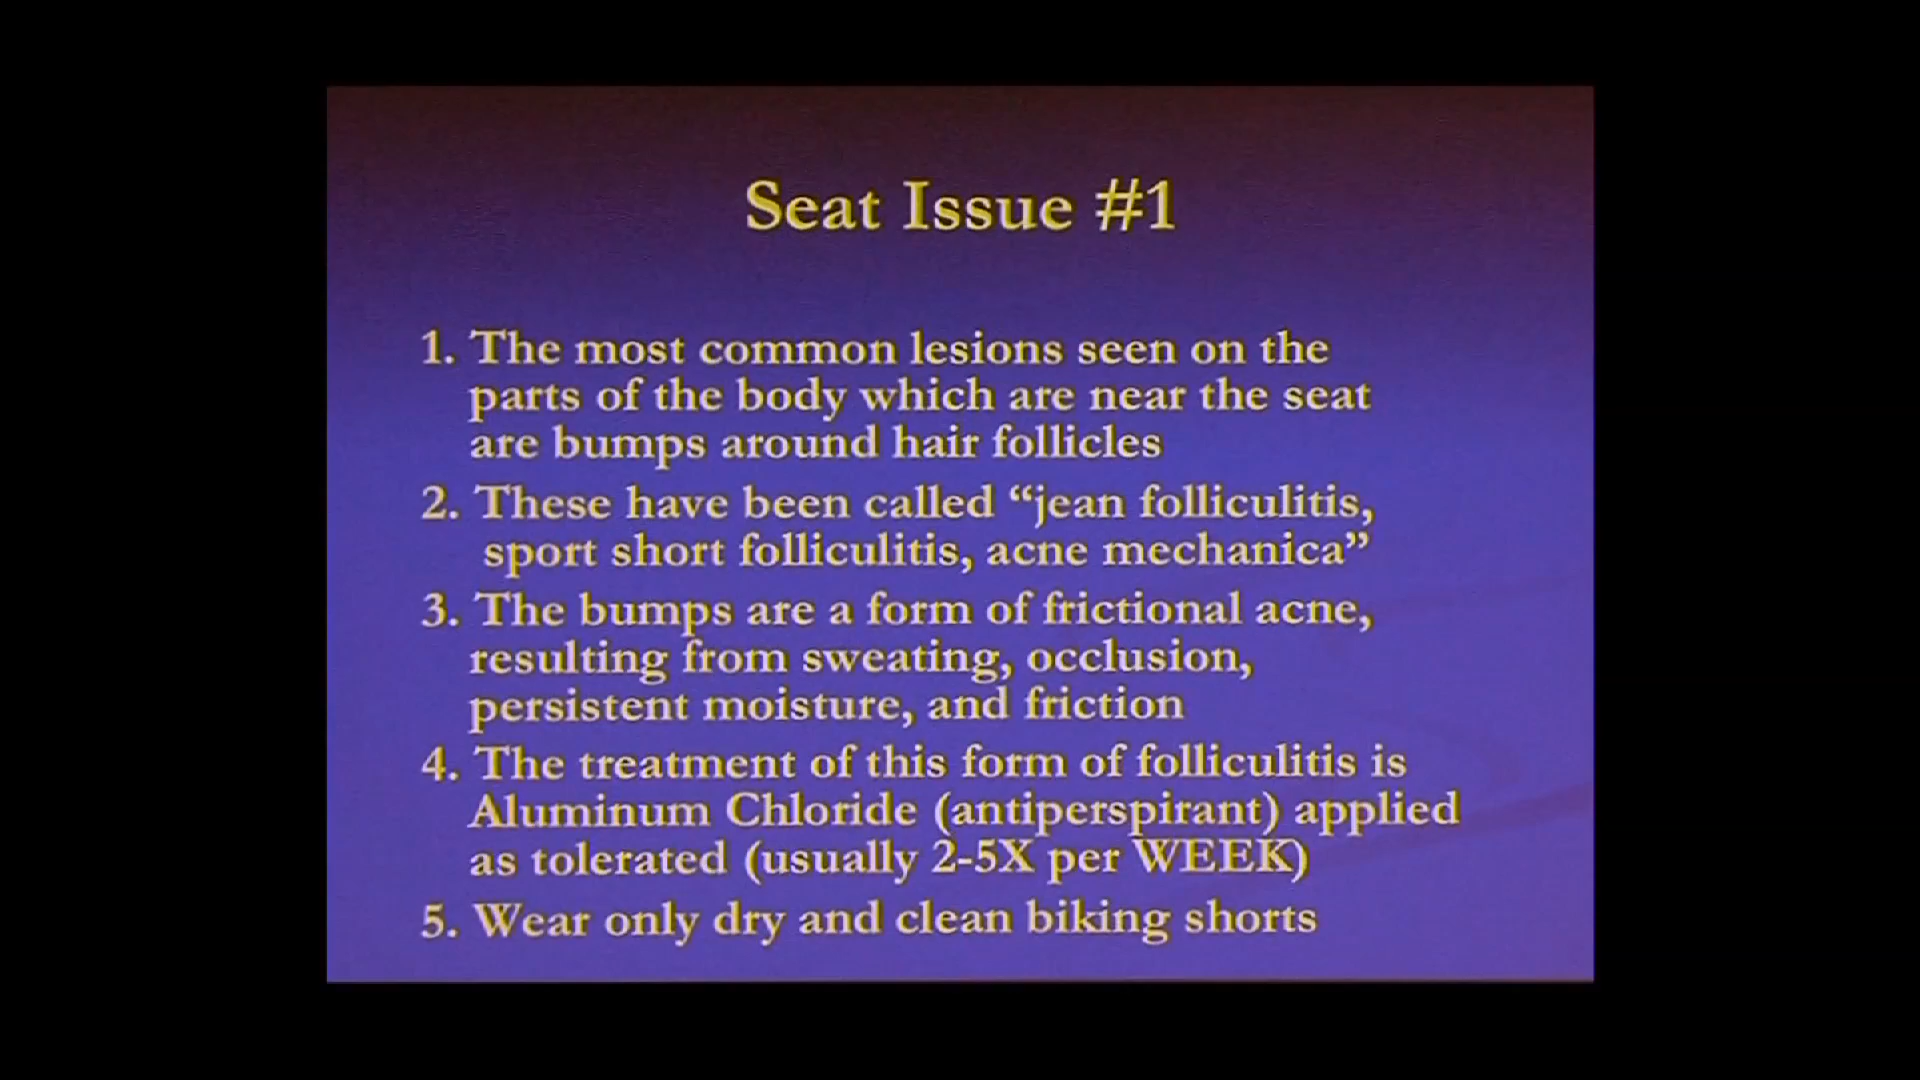 Seat Issue #1
1. The most common lesions seen on the
parts of the body which are near the seat
are bumps around hair follicles
2. These have been called “jean folliculitis,
sport short folliculitis, acne mechanica”
3. The bumps are a form of frictional acne,
resulting from sweating, occlusion,
persistent moisture, and friction
4. The treatment of this form of folliculitis is
Aluminum Chloride (antiperspirant) applied
as tolerated (usually 2-5X per WEEK)
5. Wear only dry and clean biking shorts